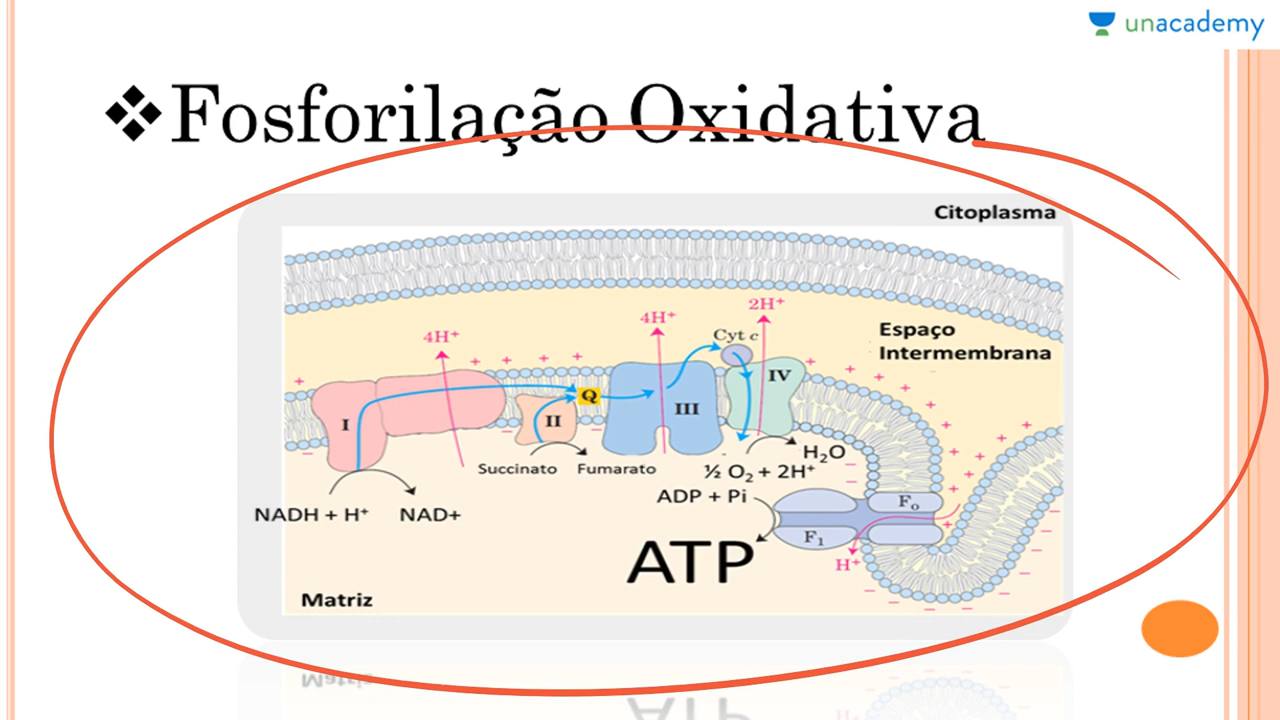 unacademy
❖Fosforilação Oxidativa
Citoplasma
2H⁺
4H⁺
Cyt c
Espaço
Intermembrana
4H⁺
IV
Q
III
I
II
H₂O
Succinato Fumarato
½ O₂ + 2H⁺
ADP + Pi
F₀
NADH + H⁺ NAD+
F₁
ATP
H⁺
Matriz